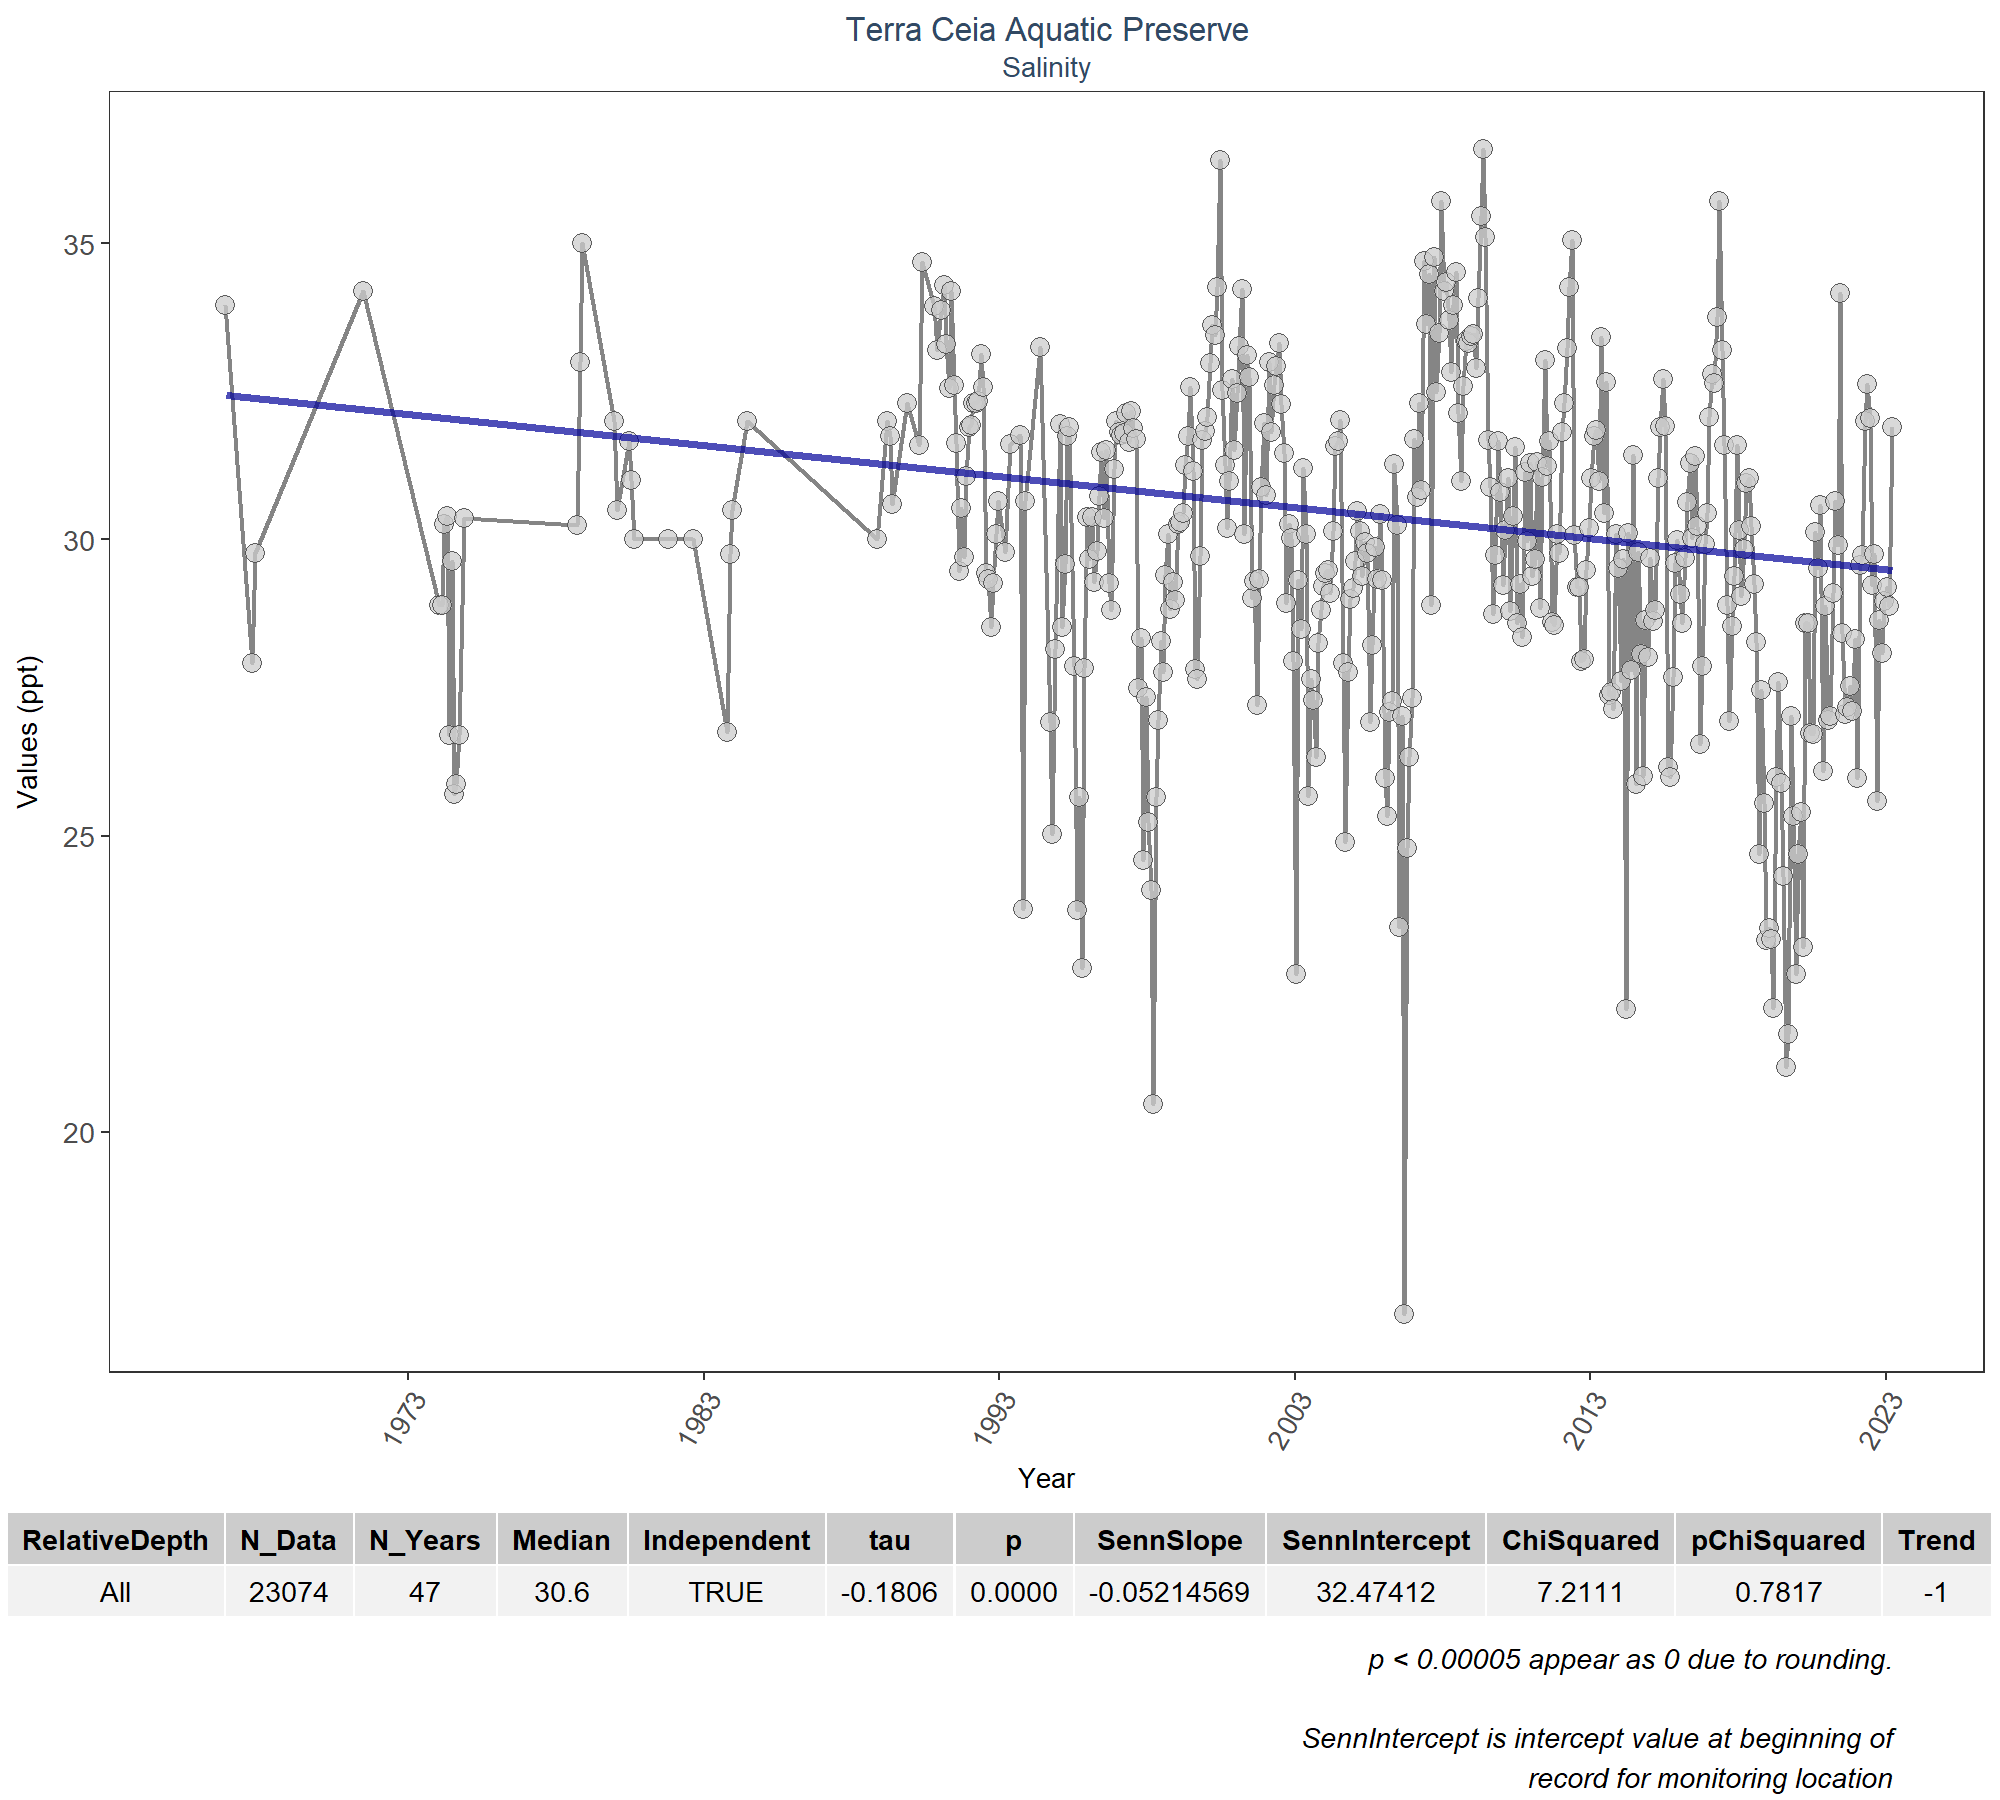 Terra Ceia Aquatic Preserve
Salinity
Values (ppt)
35
30
25
20
1973 1983 1993 2003 2013 2023
Year
RelativeDepth N_Data N_Years Median Independent tau p SennSlope SennIntercept ChiSquared pChiSquared Trend
All 23074 47 30.6 TRUE -0.1806 0.0000 -0.05214569 32.47412 7.2111 0.7817 -1
p < 0.00005 appear as 0 due to rounding.
SennIntercept is intercept value at beginning of
record for monitoring location